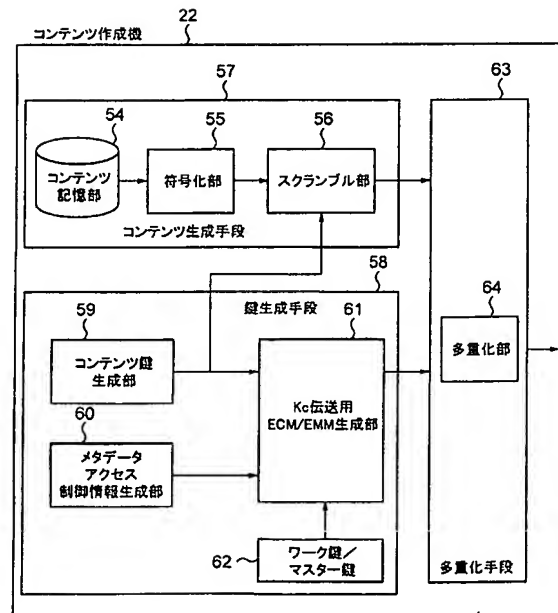 コンテンツ作成機
22
57
63
54
55
56
コンテンツ
記憶部
符号化部
スクランブル部
コンテンツ生成手段
58
59
鍵生成手段
61
64
コンテンツ鍵
生成部
多重化部
60
Kc伝送用
ECM/EMM生成部
メタデータ
アクセス
制御情報生成部
62
ワーク鍵/
マスター鍵
多重化手段